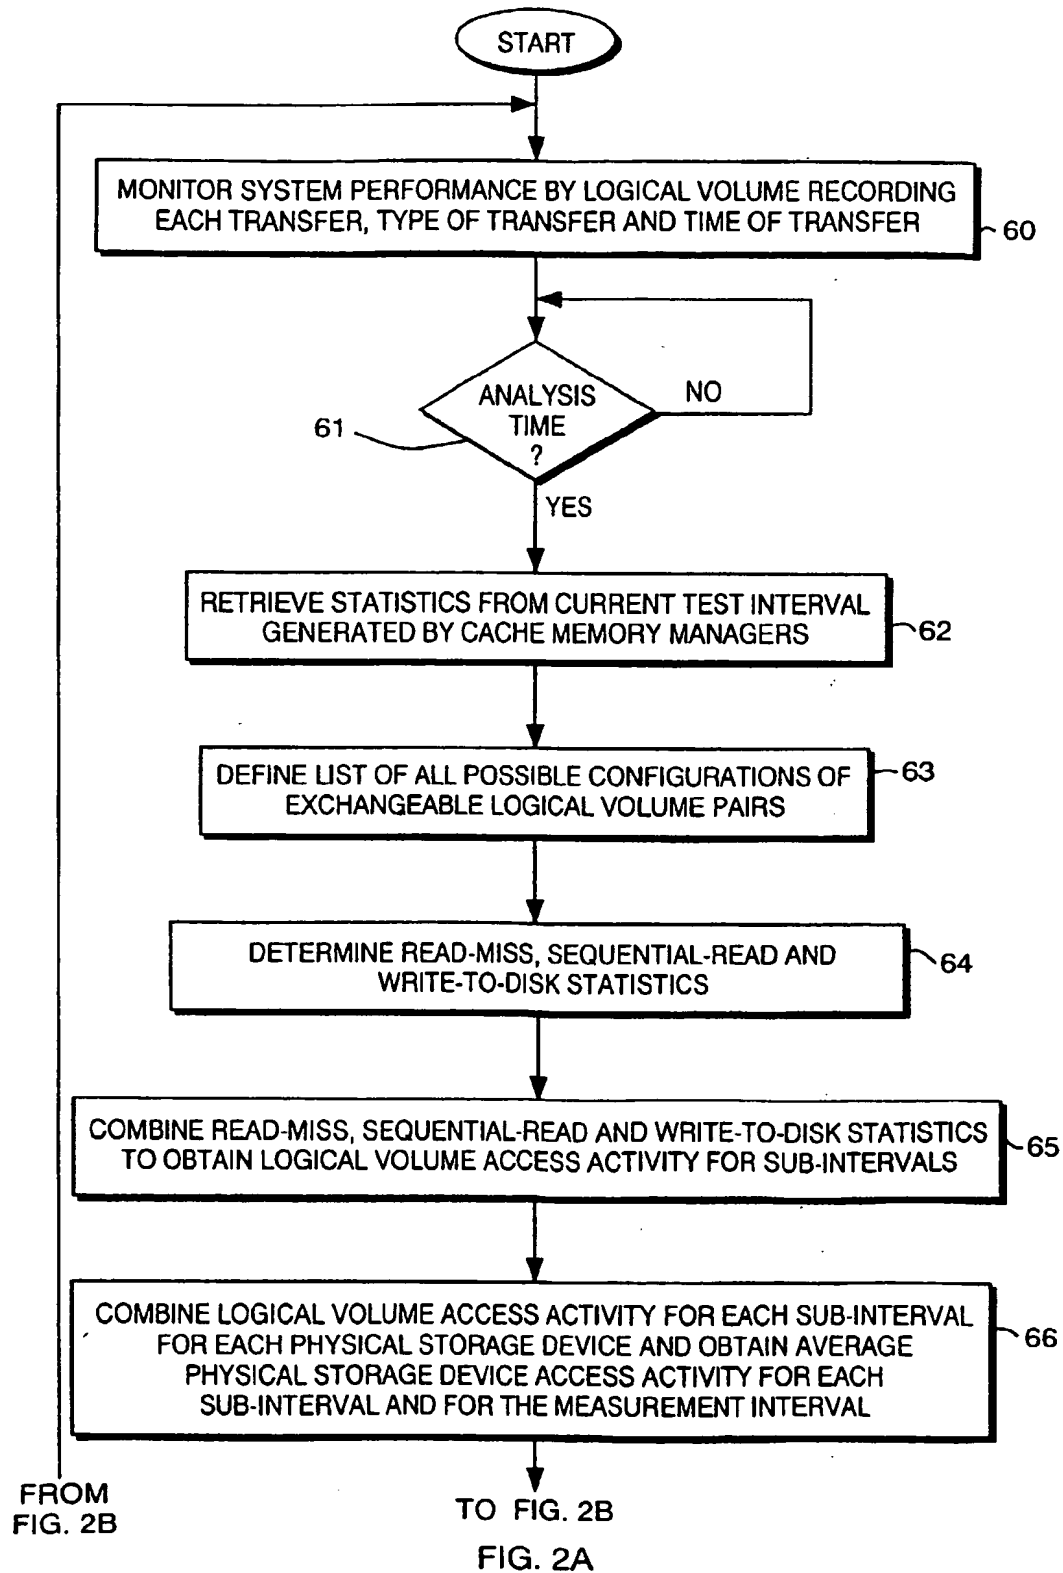 START
MONITOR SYSTEM PERFORMANCE BY LOGICAL VOLUME RECORDING
EACH TRANSFER, TYPE OF TRANSFER AND TIME OF TRANSFER
60
ANALYSIS
TIME
?
NO
61
YES
RETRIEVE STATISTICS FROM CURRENT TEST INTERVAL
GENERATED BY CACHE MEMORY MANAGERS
62
DEFINE LIST OF ALL POSSIBLE CONFIGURATIONS OF
EXCHANGEABLE LOGICAL VOLUME PAIRS
63
DETERMINE READ-MISS, SEQUENTIAL-READ AND
WRITE-TO-DISK STATISTICS
64
COMBINE READ-MISS, SEQUENTIAL-READ AND WRITE-TO-DISK STATISTICS
TO OBTAIN LOGICAL VOLUME ACCESS ACTIVITY FOR SUB-INTERVALS
65
COMBINE LOGICAL VOLUME ACCESS ACTIVITY FOR EACH SUB-INTERVAL
FOR EACH PHYSICAL STORAGE DEVICE AND OBTAIN AVERAGE
PHYSICAL STORAGE DEVICE ACCESS ACTIVITY FOR EACH
SUB-INTERVAL AND FOR THE MEASUREMENT INTERVAL
66
FROM
FIG. 2B
TO FIG. 2B
FIG. 2A